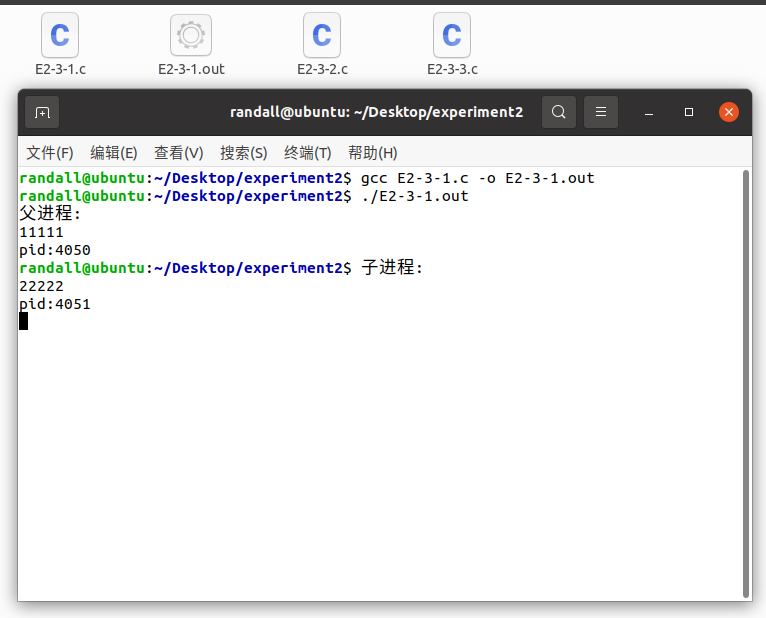 E2-3-1.c E2-3-1.out E2-3-2.c E2-3-3.c
randall@ubuntu: ~/Desktop/experiment2
文件(F) 编辑(E) 查看(V) 搜索(S) 终端(T) 帮助(H)
randall@ubuntu:~/Desktop/experiment2$ gcc E2-3-1.c -o E2-3-1.out
randall@ubuntu:~/Desktop/experiment2$ ./E2-3-1.out
父进程:
11111
pid:4050
randall@ubuntu:~/Desktop/experiment2$ 子进程:
22222
pid:4051